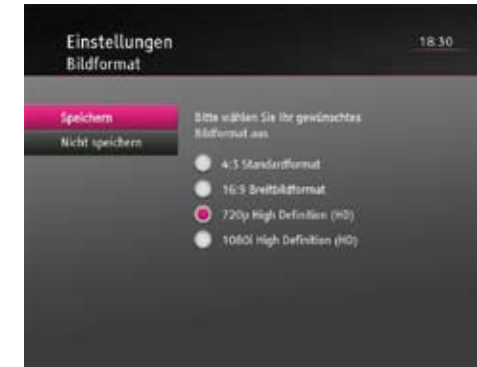 Einstellungen
18:30
Bildformat
Speichern
Nicht speichern
Bitte wählen Sie Ihr gewünschtes
Bildformat aus
4:3 Standardformat
16:9 Breitbildformat
720p High Definition (HD)
1080i High Definition (HD)